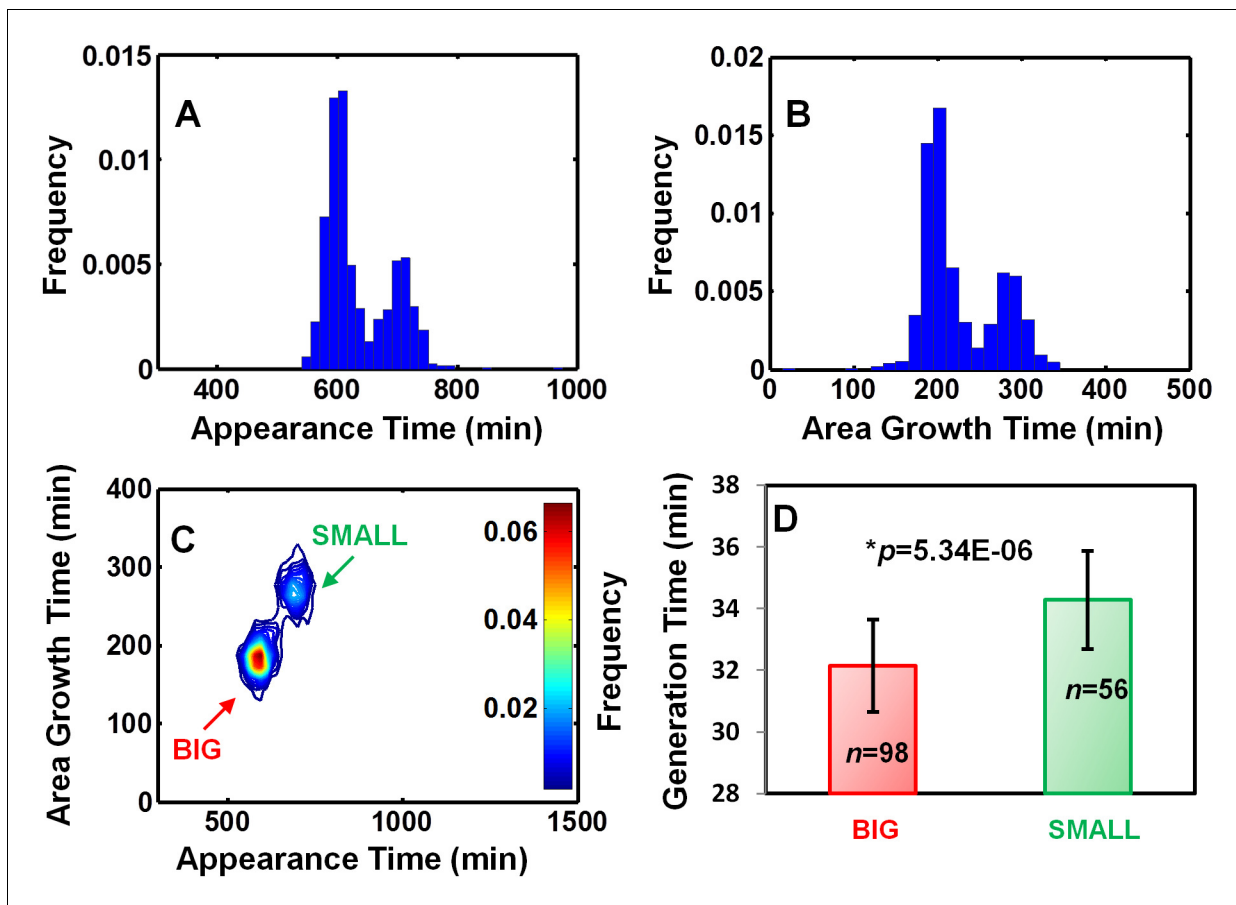 A
0.015
0.01
0.005
0
Frequency
400
600
800
1000
Appearance Time (min)
B
0.02
0.015
0.01
0.005
0
Frequency
0
100
200
300
400
500
Area Growth Time (min)
C
400
300
200
100
0
Area Growth Time (min)
SMALL
BIG
0.06
0.04
0.02
Frequency
500
1000
1500
Appearance Time (min)
D
38
36
34
32
30
28
Generation Time (min)
*p=5.34E-06
n=98
n=56
BIG
SMALL